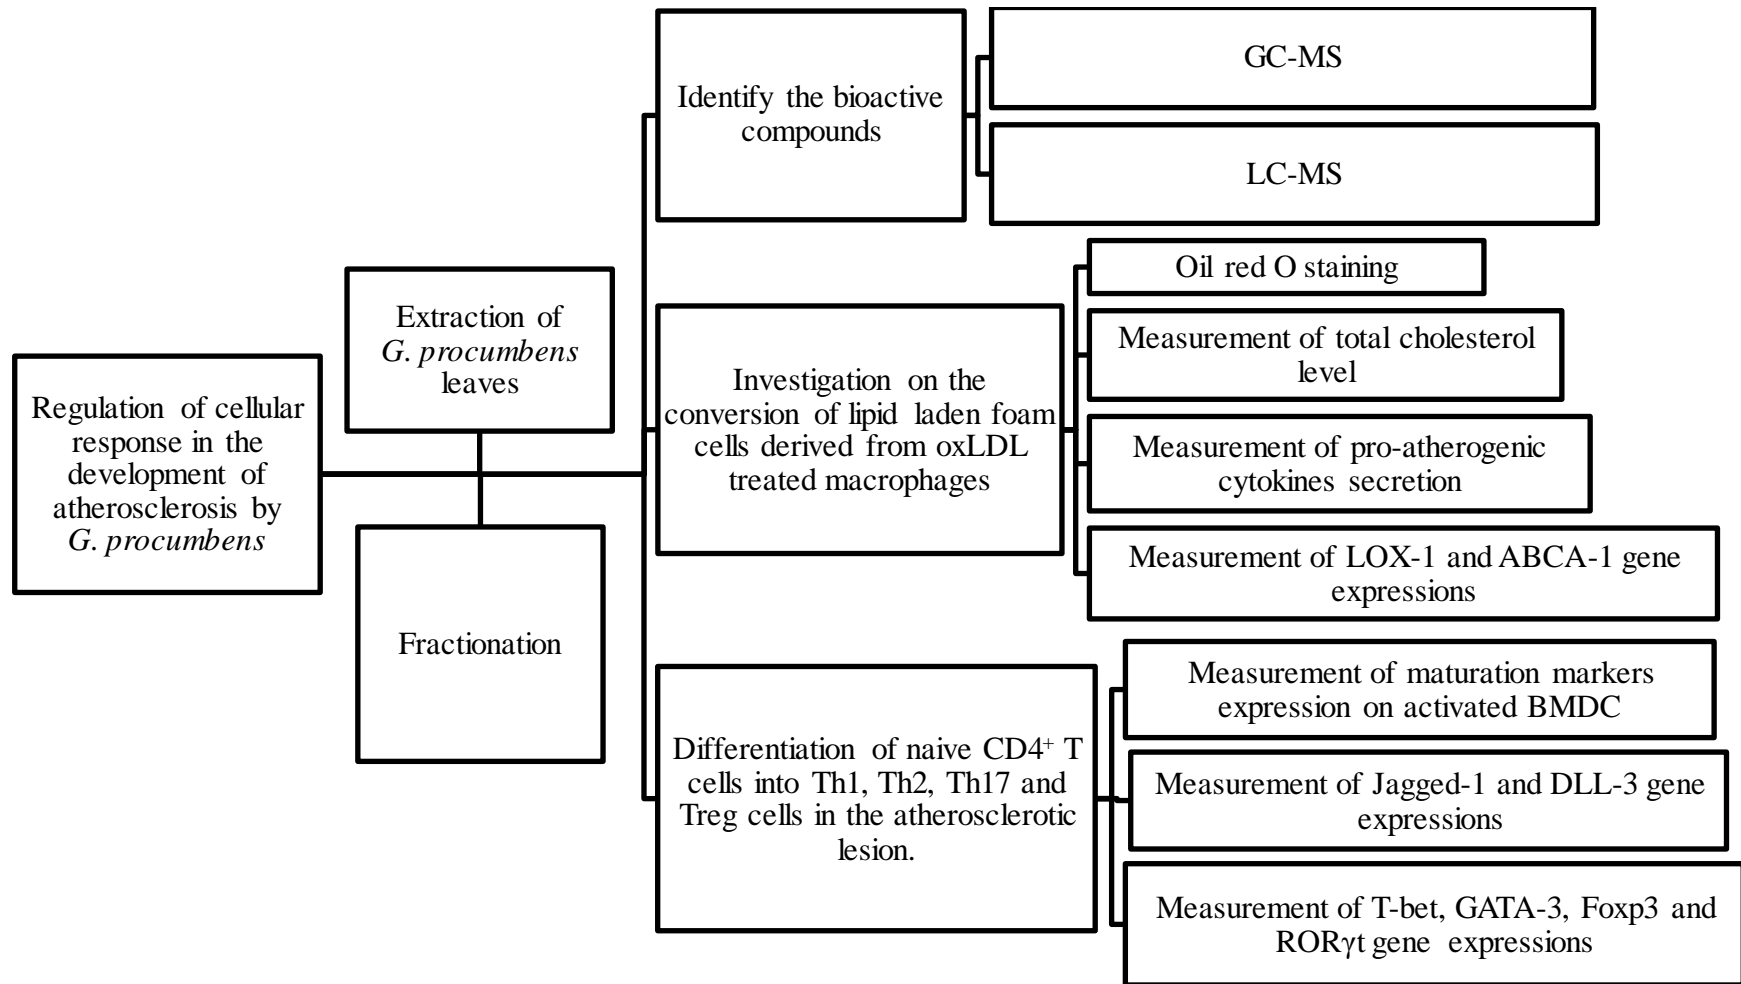 Regulation of cellular
response in the
development of
atherosclerosis by
G. procumbens
Extraction of
G. procumbens
leaves
Fractionation
Identify the bioactive
compounds
GC-MS
LC-MS
Investigation on the
conversion of lipid laden foam
cells derived from oxLDL
treated macrophages
Oil red O staining
Measurement of total cholesterol
level
Measurement of pro-atherogenic
cytokines secretion
Measurement of LOX-1 and ABCA-1 gene
expressions
Differentiation of naive CD4⁺ T
cells into Th1, Th2, Th17 and
Treg cells in the atherosclerotic
lesion.
Measurement of maturation markers
expression on activated BMDC
Measurement of Jagged-1 and DLL-3 gene
expressions
Measurement of T-bet, GATA-3, Foxp3 and
RORγt gene expressions